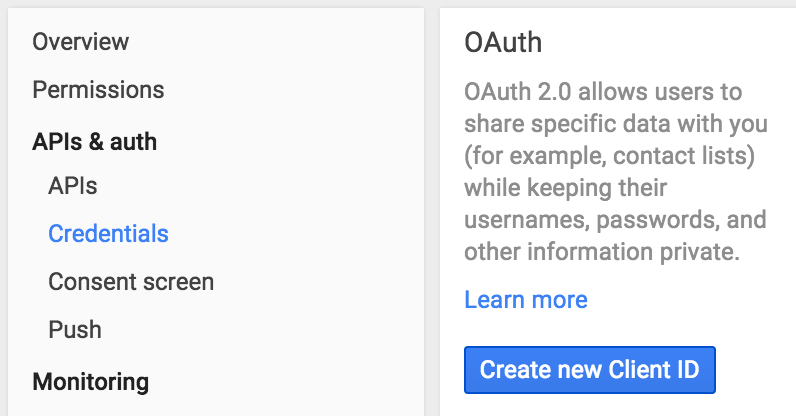 Overview
Permissions
APIs & auth
APIs
Credentials
Consent screen
Push
Monitoring
OAuth
OAuth 2.0 allows users to
share specific data with you
(for example, contact lists)
while keeping their
usernames, passwords, and
other information private.
Learn more
Create new Client ID